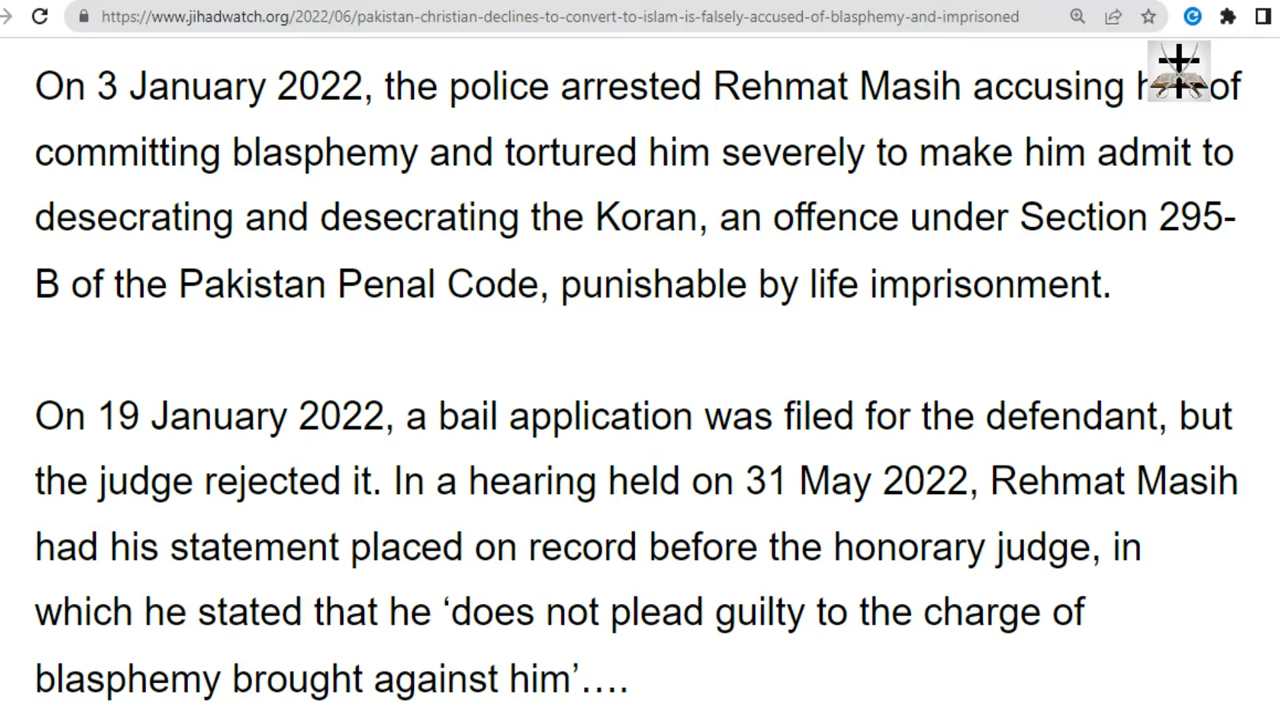 https://www.jihadwatch.org/2022/06/pakistan-christian-declines-to-convert-to-islam-is-falsely-accused-of-blasphemy-and-imprisoned
On 3 January 2022, the police arrested Rehmat Masih accusing of
committing blasphemy and tortured him severely to make him admit to
desecrating and desecrating the Koran, an offence under Section 295-
B of the Pakistan Penal Code, punishable by life imprisonment.
On 19 January 2022, a bail application was filed for the defendant, but
the judge rejected it. In a hearing held on 31 May 2022, Rehmat Masih
had his statement placed on record before the honorary judge, in
which he stated that he ‘does not plead guilty to the charge of
blasphemy brought against him’….